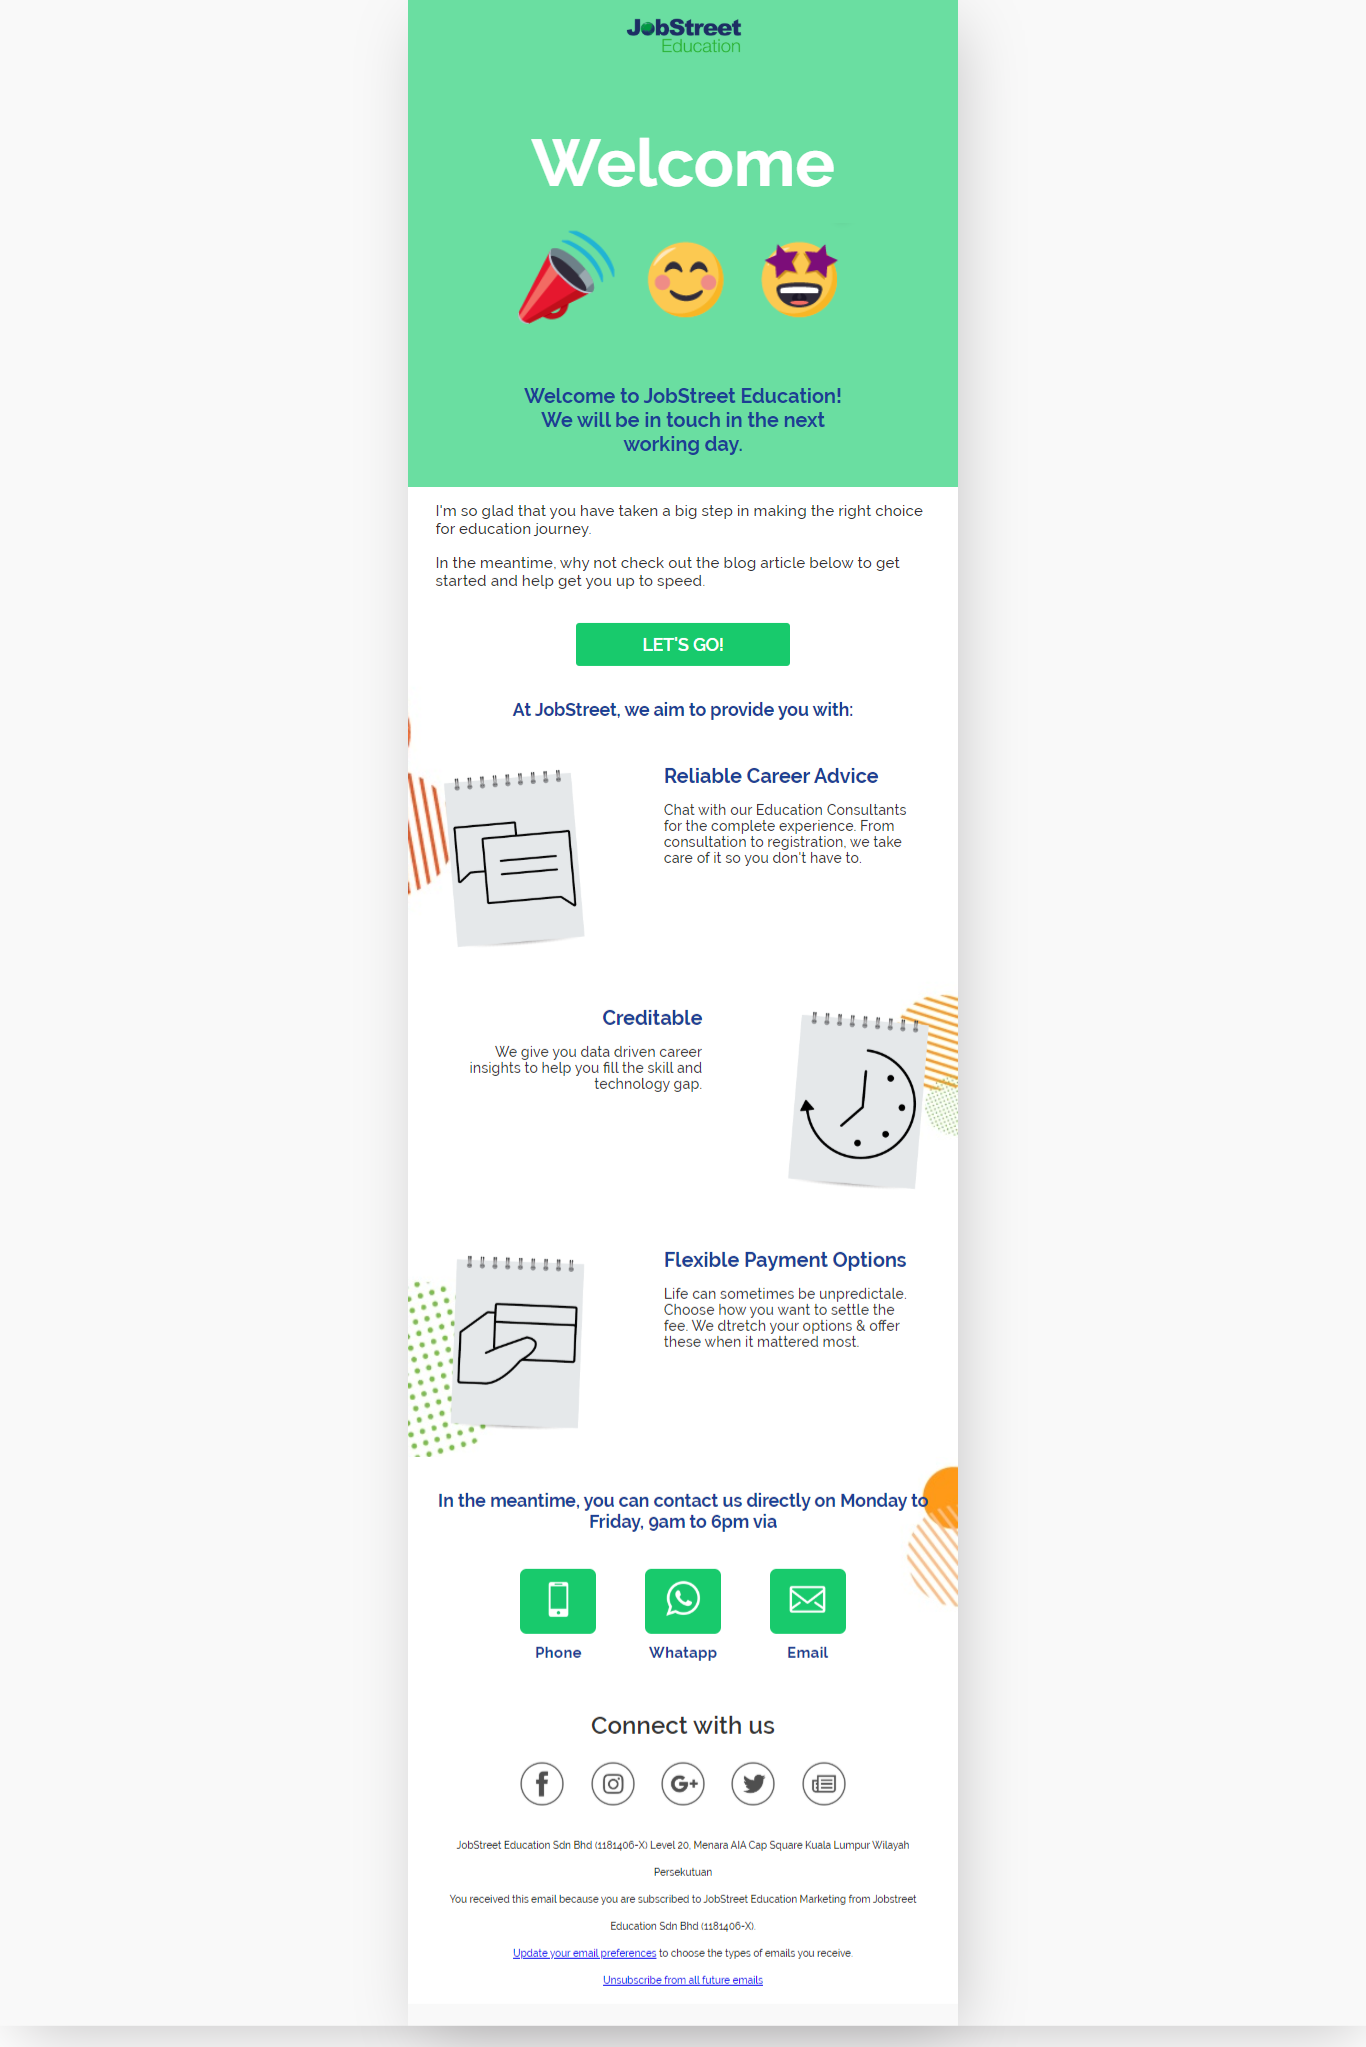 JobStreet
Education
Welcome
Welcome to JobStreet Education!
We will be in touch in the next
working day.
I'm so glad that you have taken a big step in making the right choice
for education journey.
In the meantime, why not check out the blog article below to get
started and help get you up to speed.
LET'S GO!
At JobStreet, we aim to provide you with:
Reliable Career Advice
Chat with our Education Consultants
for the complete experience. From
consultation to registration, we take
care of it so you don't have to.
Creditable
We give you data driven career
insights to help you fill the skill and
technology gap.
Flexible Payment Options
Life can sometimes be unpredictale.
Choose how you want to settle the
fee. We dtretch your options & offer
these when it mattered most.
In the meantime, you can contact us directly on Monday to
Friday, 9am to 6pm via
Phone Whatapp Email
Connect with us
JobStreet Education Sdn Bhd (1181406-X) Level 20, Menara AIA Cap Square Kuala Lumpur Wilayah
Persekutuan
You received this email because you are subscribed to JobStreet Education Marketing from Jobstreet
Education Sdn Bhd (1181406-X).
Update your email preferences to choose the types of emails you receive.
Unsubscribe from all future emails